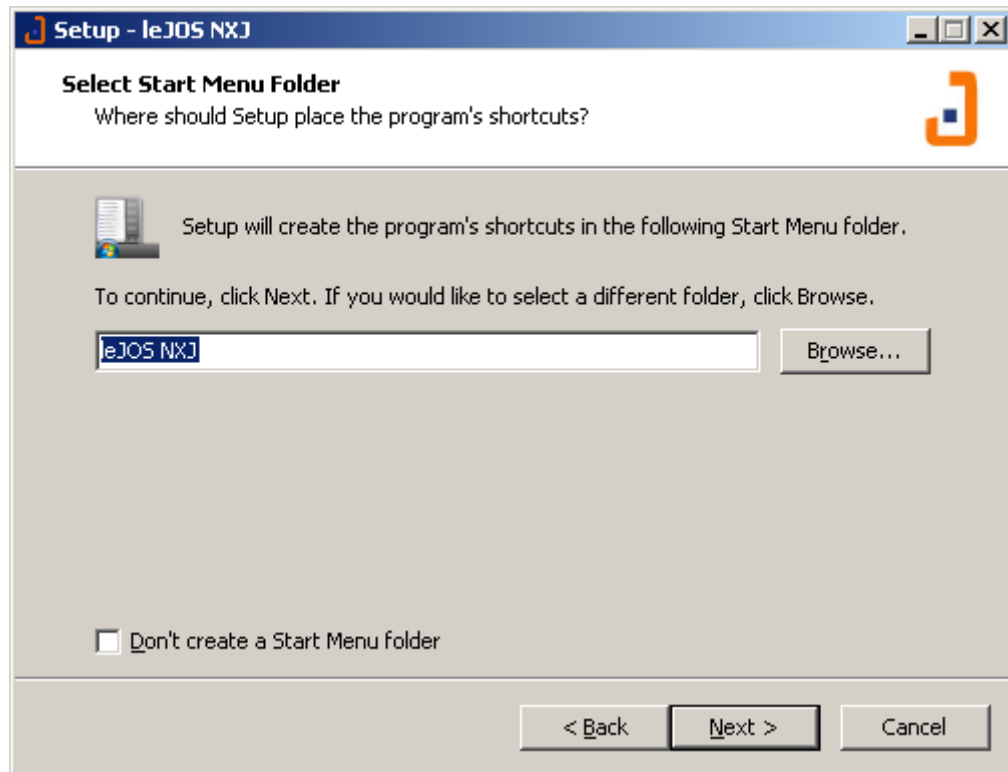 Setup - leJOS NXJ
Select Start Menu Folder
Where should Setup place the program's shortcuts?
Setup will create the program's shortcuts in the following Start Menu folder.
To continue, click Next. If you would like to select a different folder, click Browse.
leJOS NXJ
Browse...
Don't create a Start Menu folder
< Back
Next >
Cancel